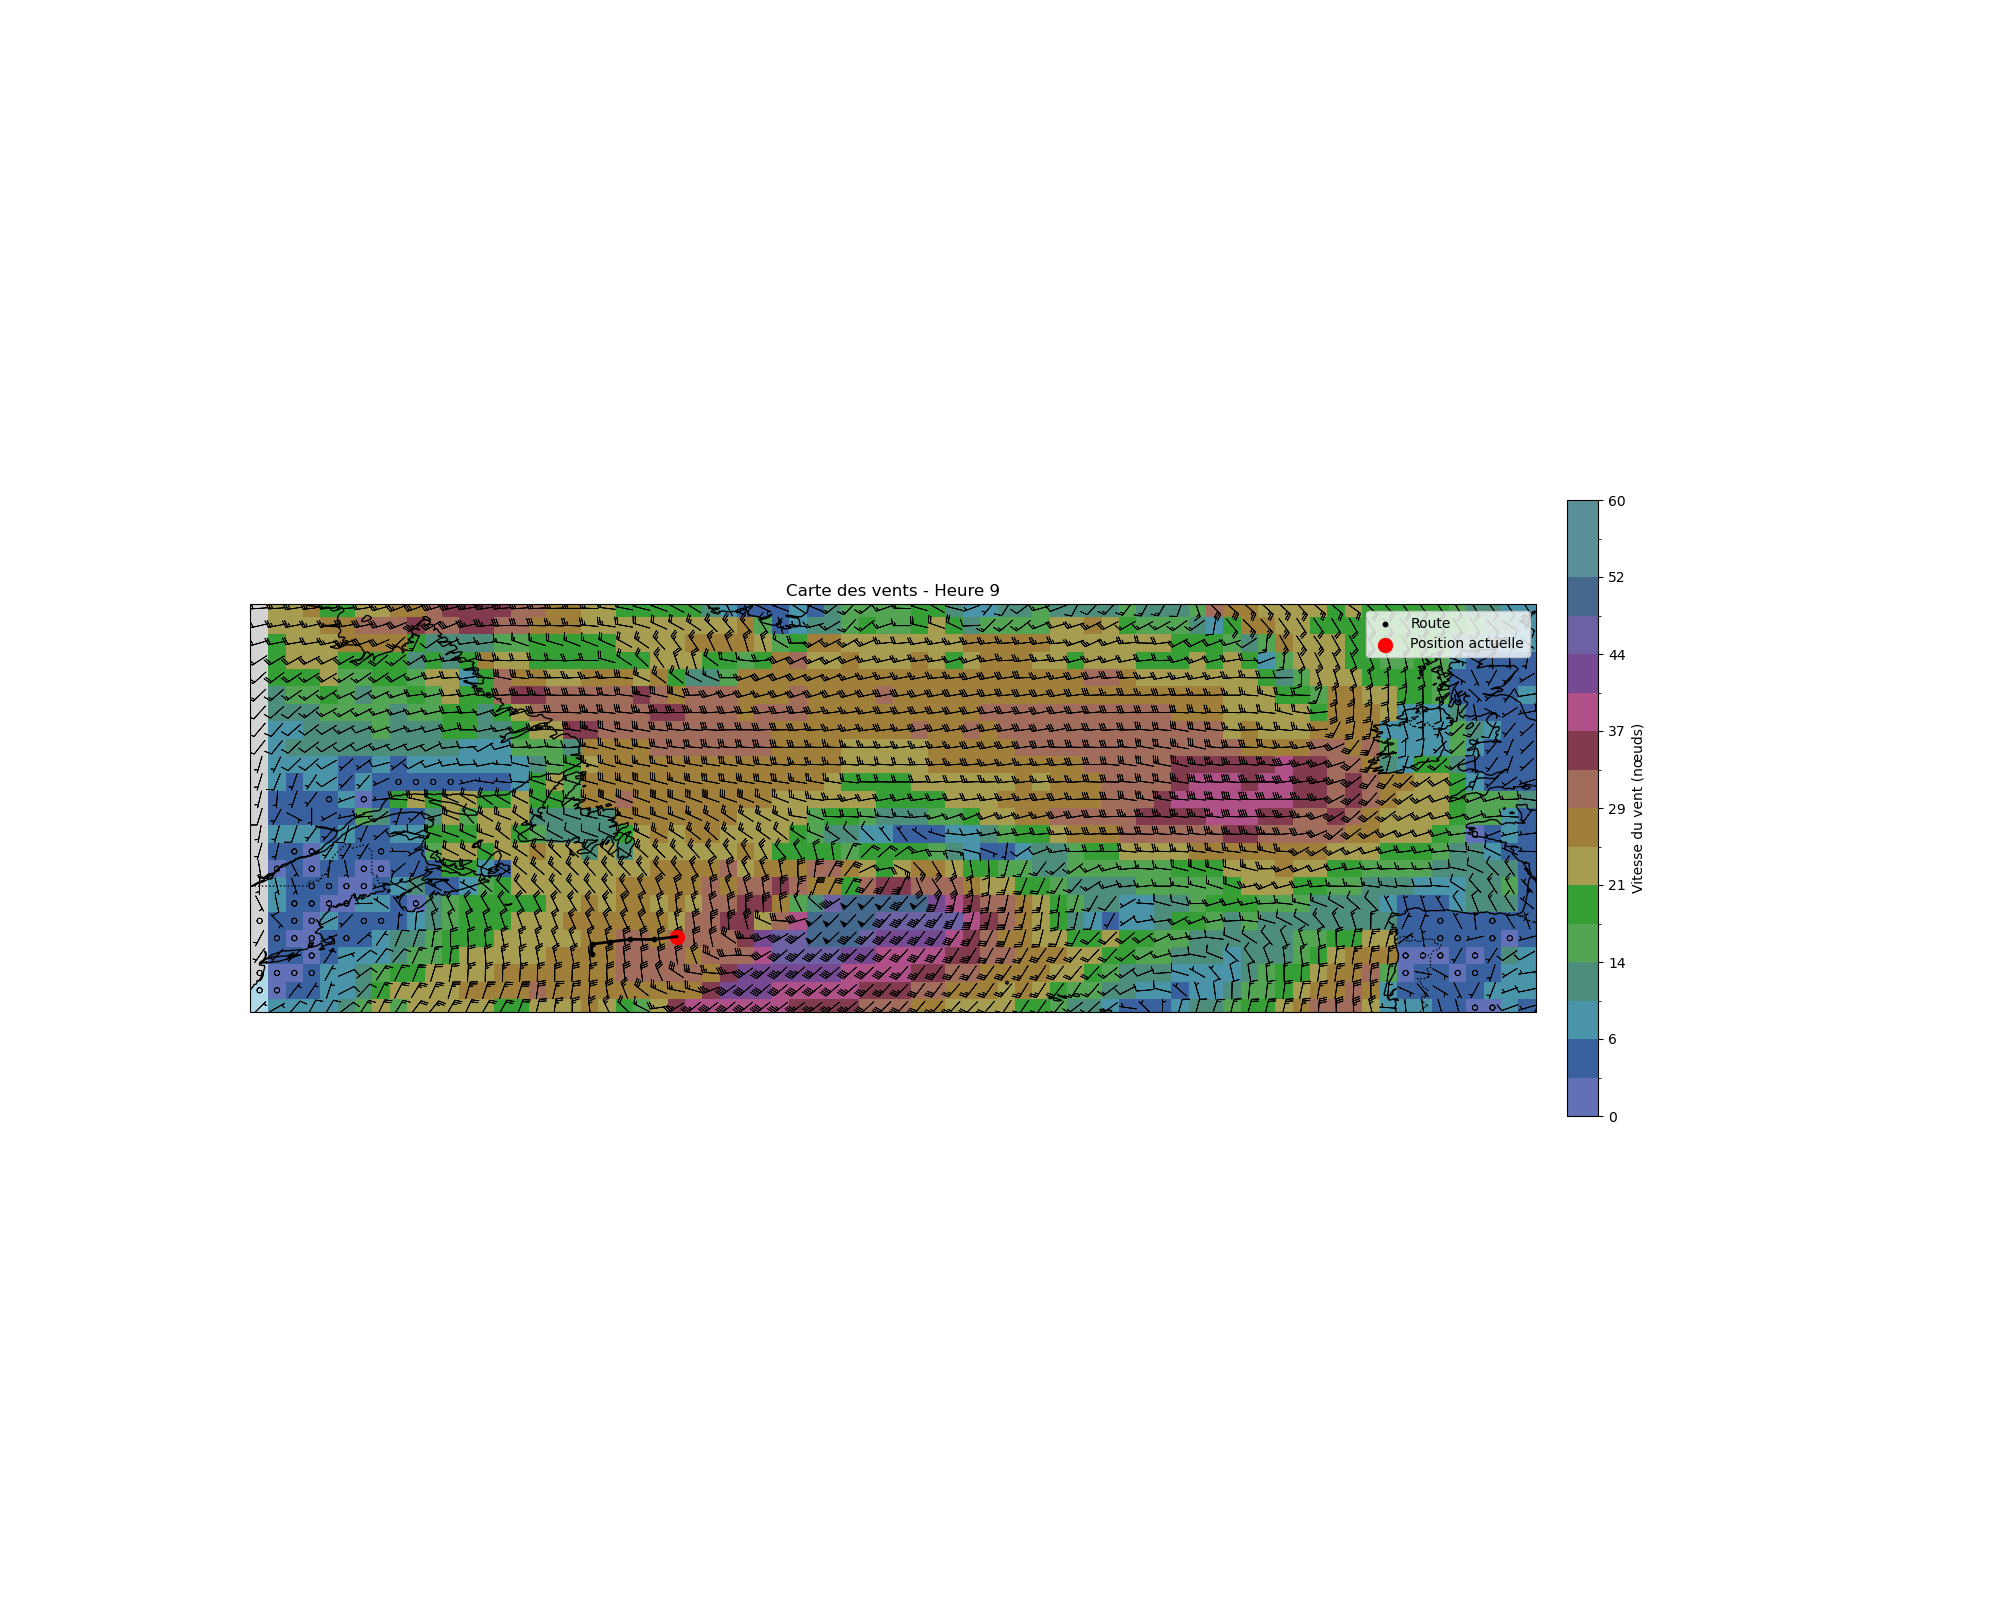 Carte des vents - Heure 9
Route
Position actuelle
60
52
44
37
29
21
14
6
0
Vitesse du vent (nœuds)